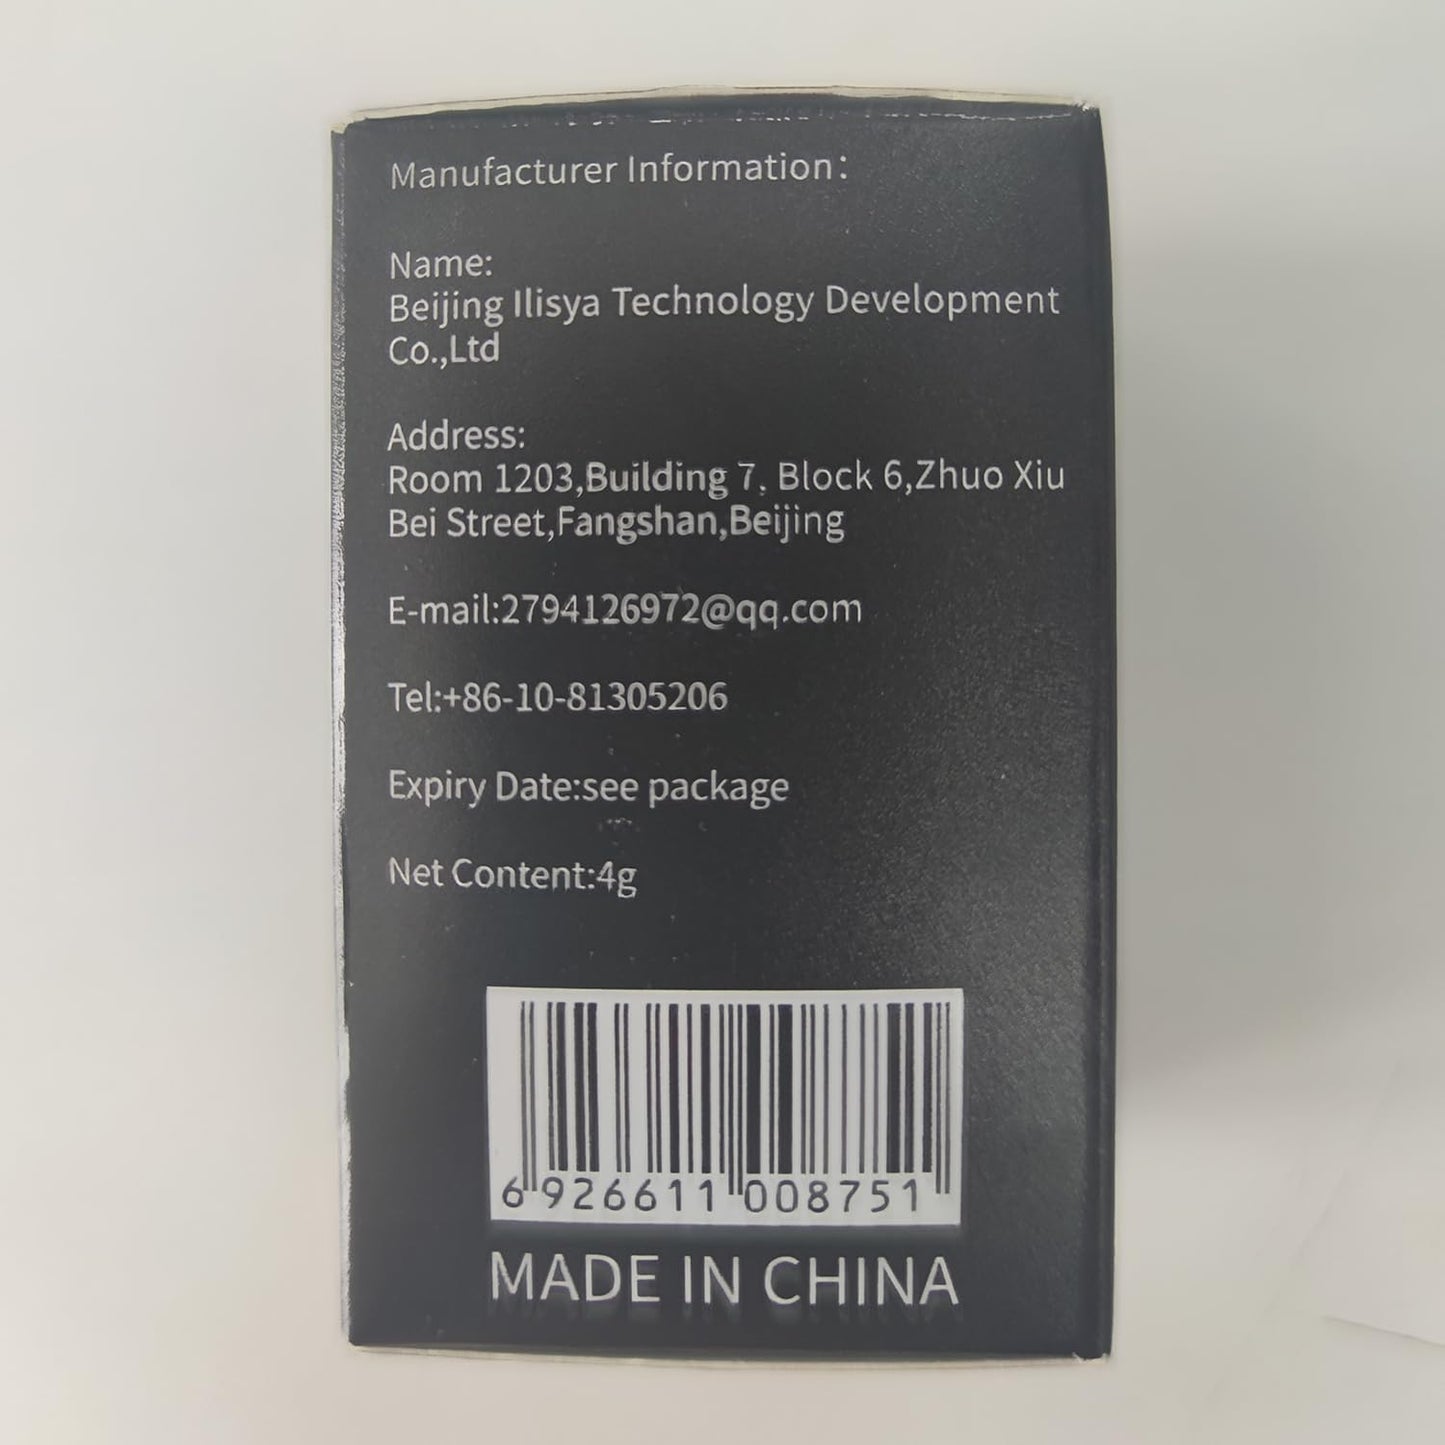 Manufacturer Information:
Name:
Beijing Ilisya Technology Development
Co.,Ltd
Address:
Room 1203,Building 7, Block 6,Zhuo Xiu
Bei Street,Fangshan,Beijing
E-mail:2794126972@qq.com
Tel:+86-10-81305206
Expiry Date:see package
Net Content:4g
6 926611 008751
MADE IN CHINA